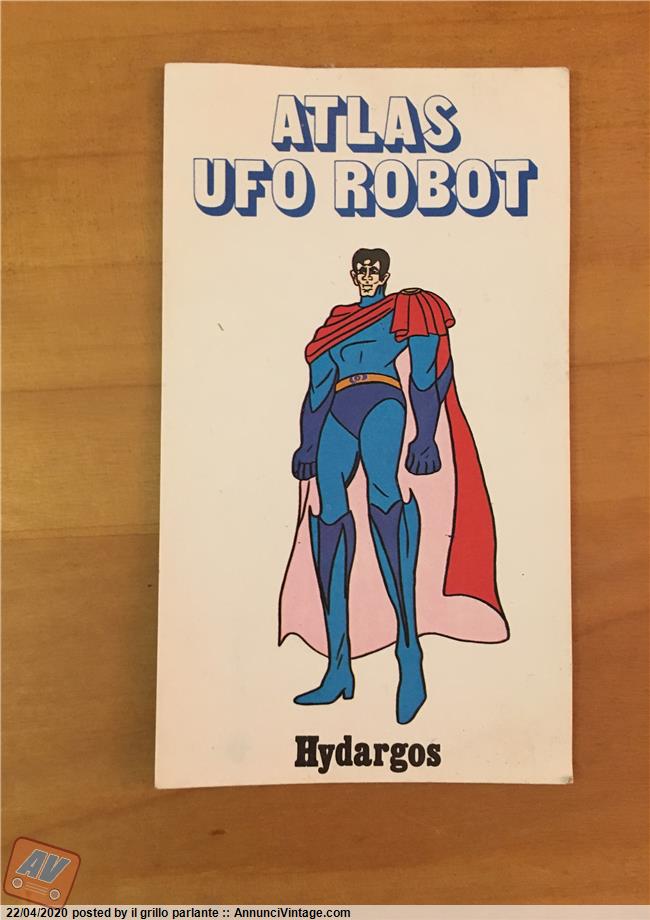 ATLAS
UFO ROBOT
Hydargos
AV
22/04/2020 posted by il grillo parlante :: AnnunciVintage.com